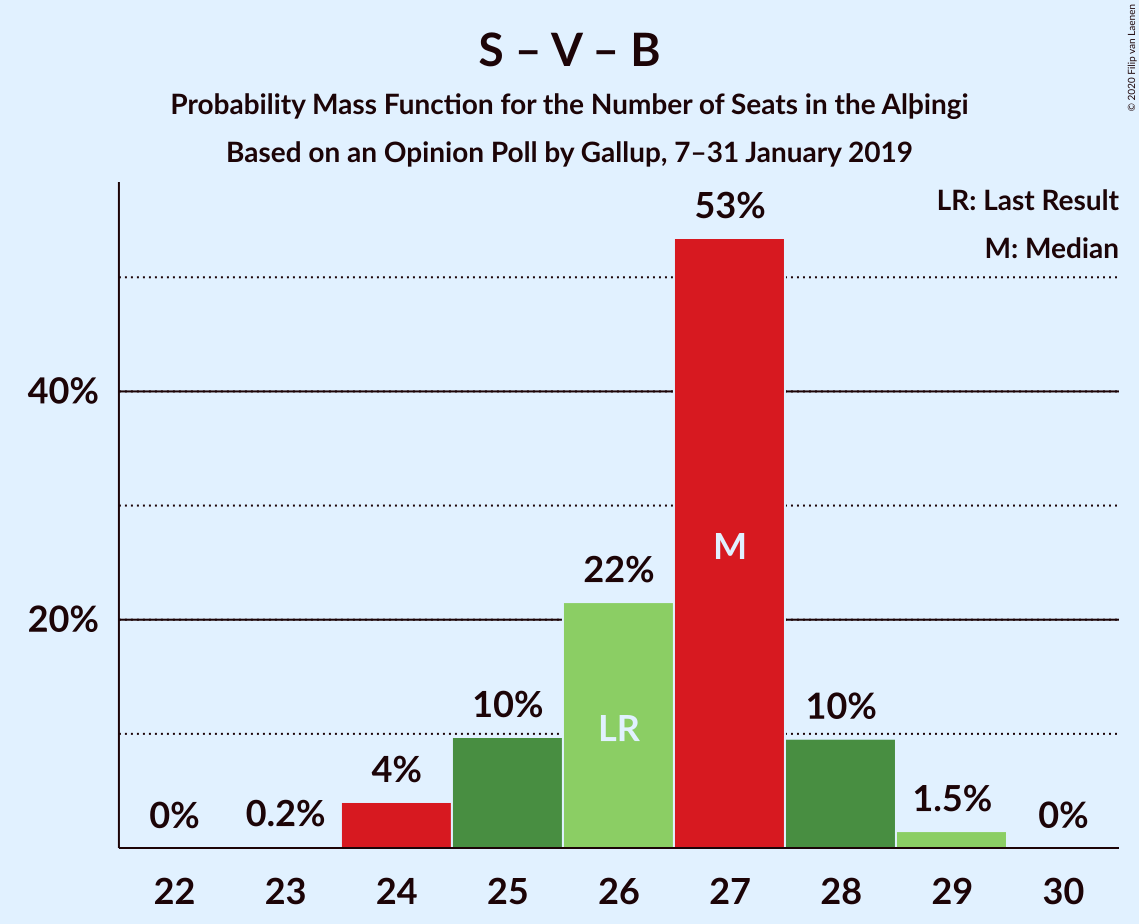 S – V – B
Probability Mass Function for the Number of Seats in the Alþingi
Based on an Opinion Poll by Gallup, 7–31 January 2019
© 2020 Filip van Laenen
LR: Last Result
M: Median
40%
20%
0%
0.2%
4%
10%
22%
53%
10%
1.5%
0%
LR
M
22
23
24
25
26
27
28
29
30